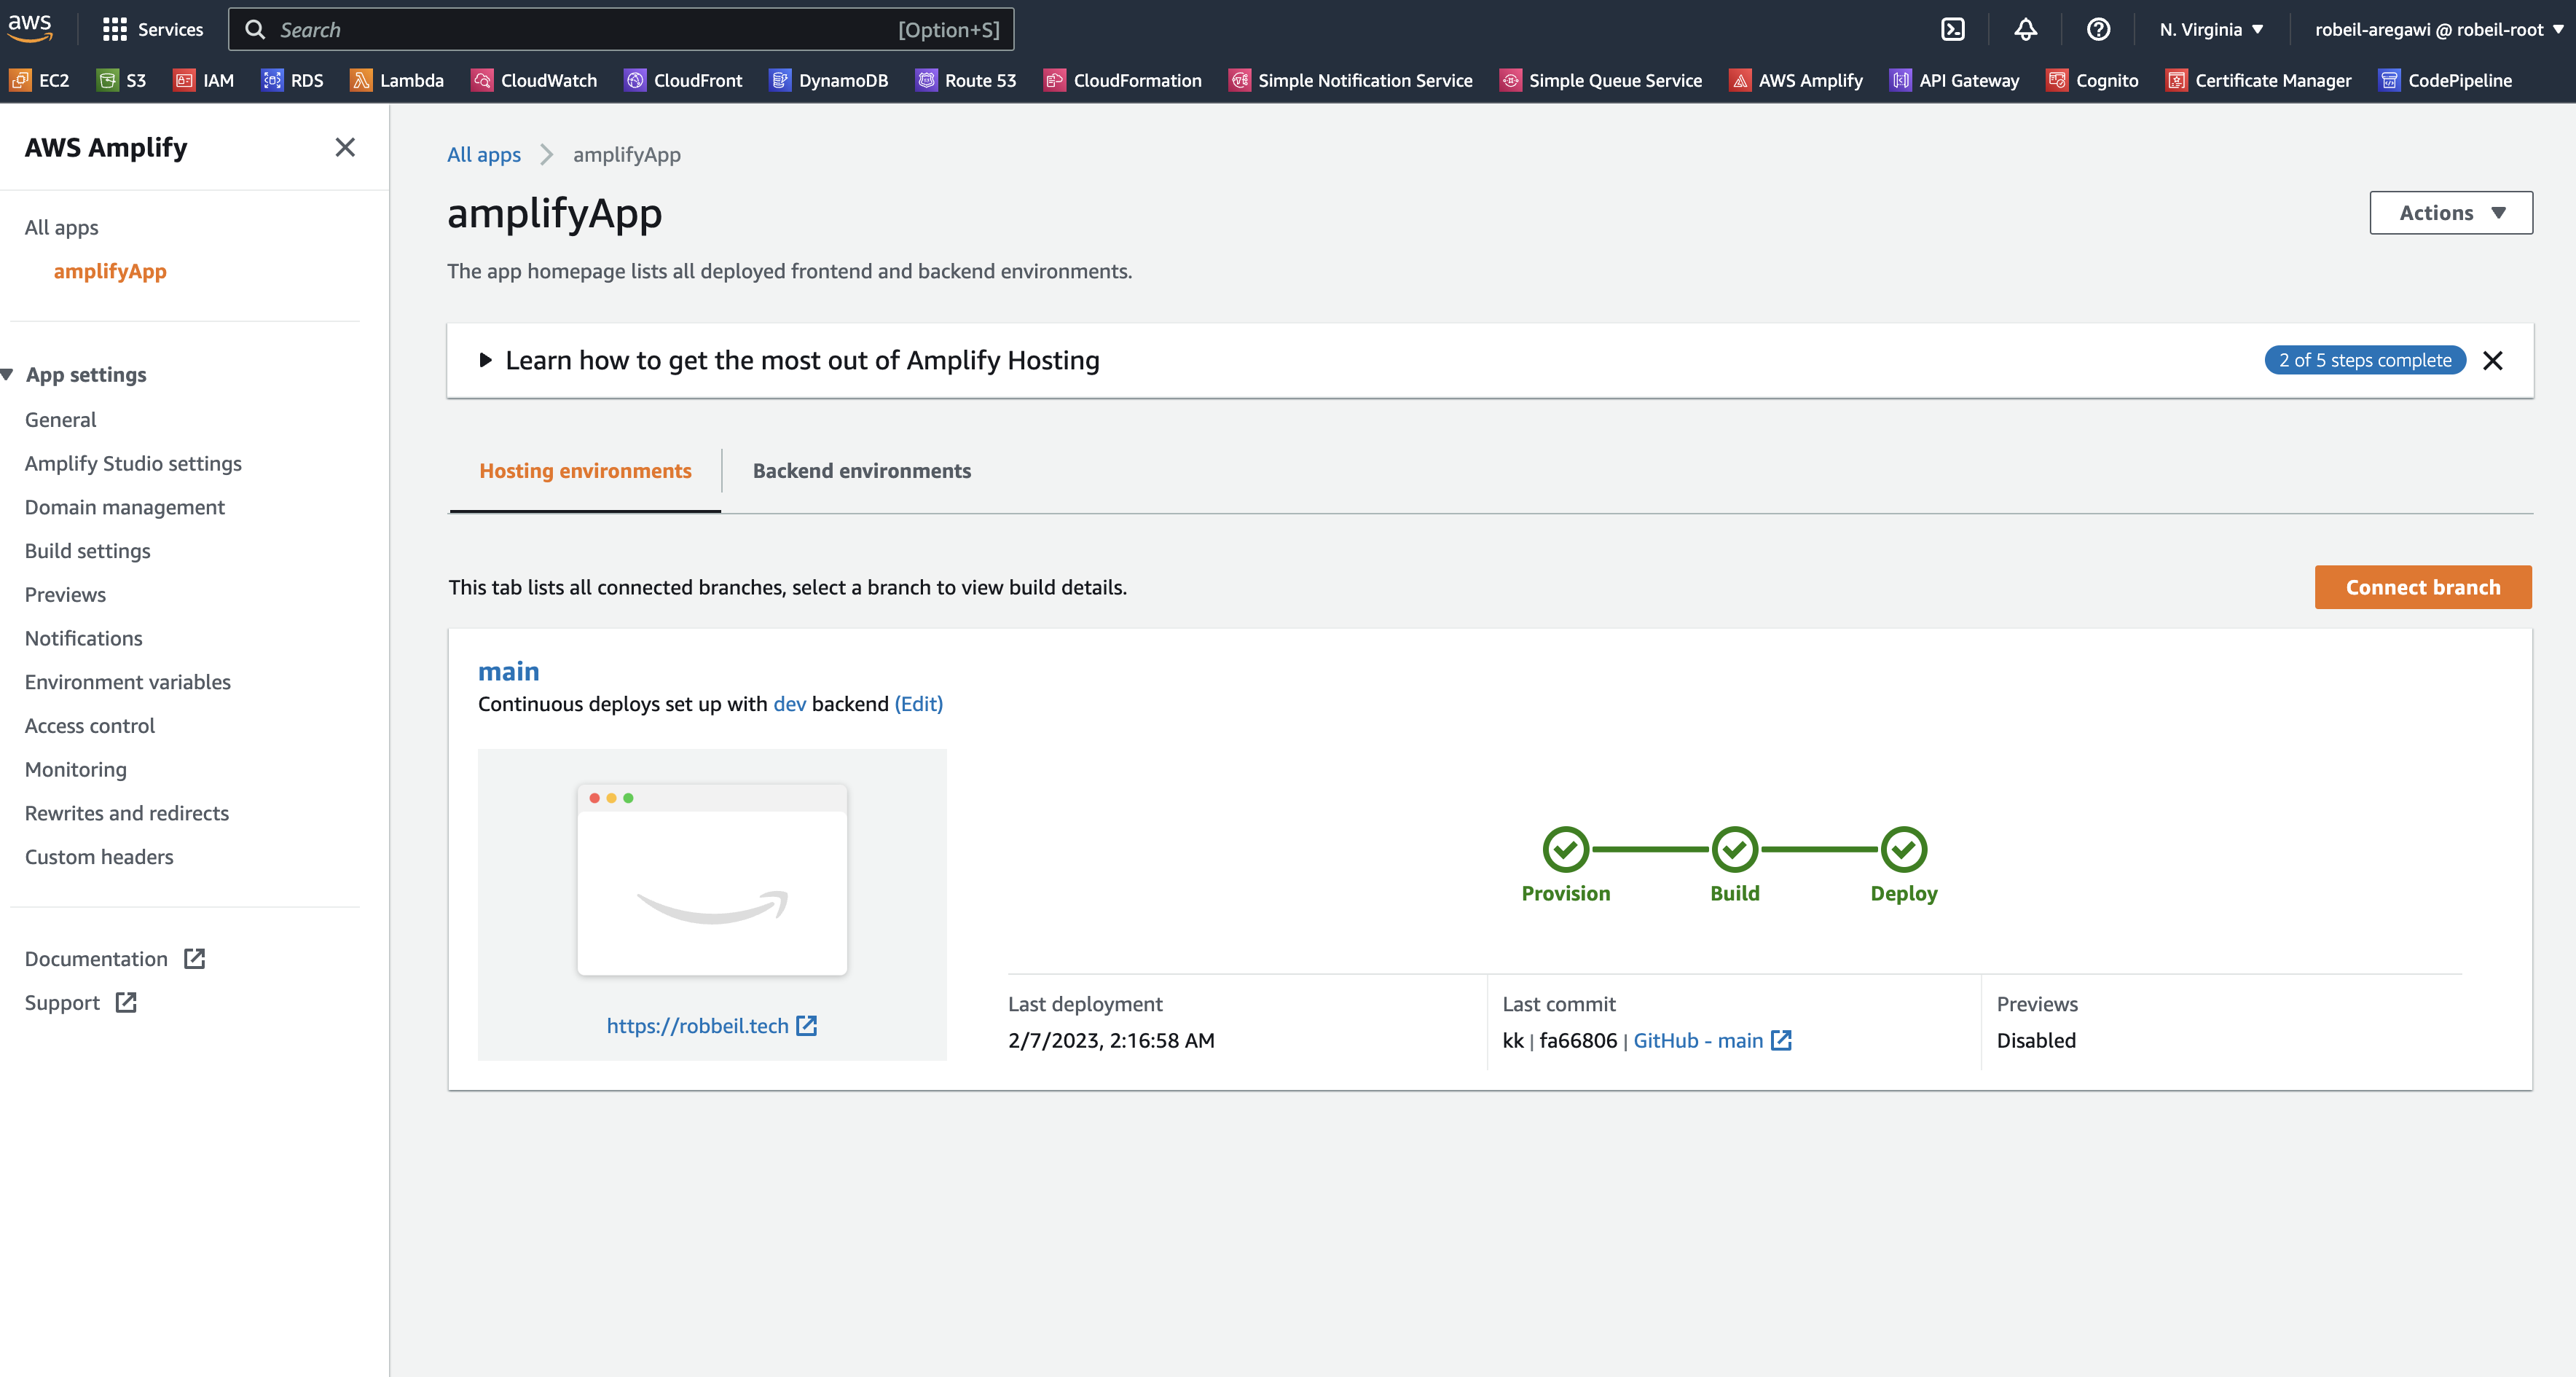 aws Services Search [Option+S] N. Virginia robeil-aregawi @ robeil-root
EC2 S3 IAM RDS Lambda CloudWatch CloudFront DynamoDB Route 53 CloudFormation Simple Notification Service Simple Queue Service AWS Amplify API Gateway Cognito Certificate Manager CodePipeline
AWS Amplify
All apps
amplifyApp
App settings
General
Amplify Studio settings
Domain management
Build settings
Previews
Notifications
Environment variables
Access control
Monitoring
Rewrites and redirects
Custom headers
Documentation
Support
All apps amplifyApp
amplifyApp
Actions
The app homepage lists all deployed frontend and backend environments.
Learn how to get the most out of Amplify Hosting
2 of 5 steps complete
Hosting environments Backend environments
This tab lists all connected branches, select a branch to view build details.
Connect branch
main
Continuous deploys set up with dev backend (Edit)
https://robbeil.tech
Provision Build Deploy
Last deployment
2/7/2023, 2:16:58 AM
Last commit
kk | fa66806 | GitHub - main
Previews
Disabled